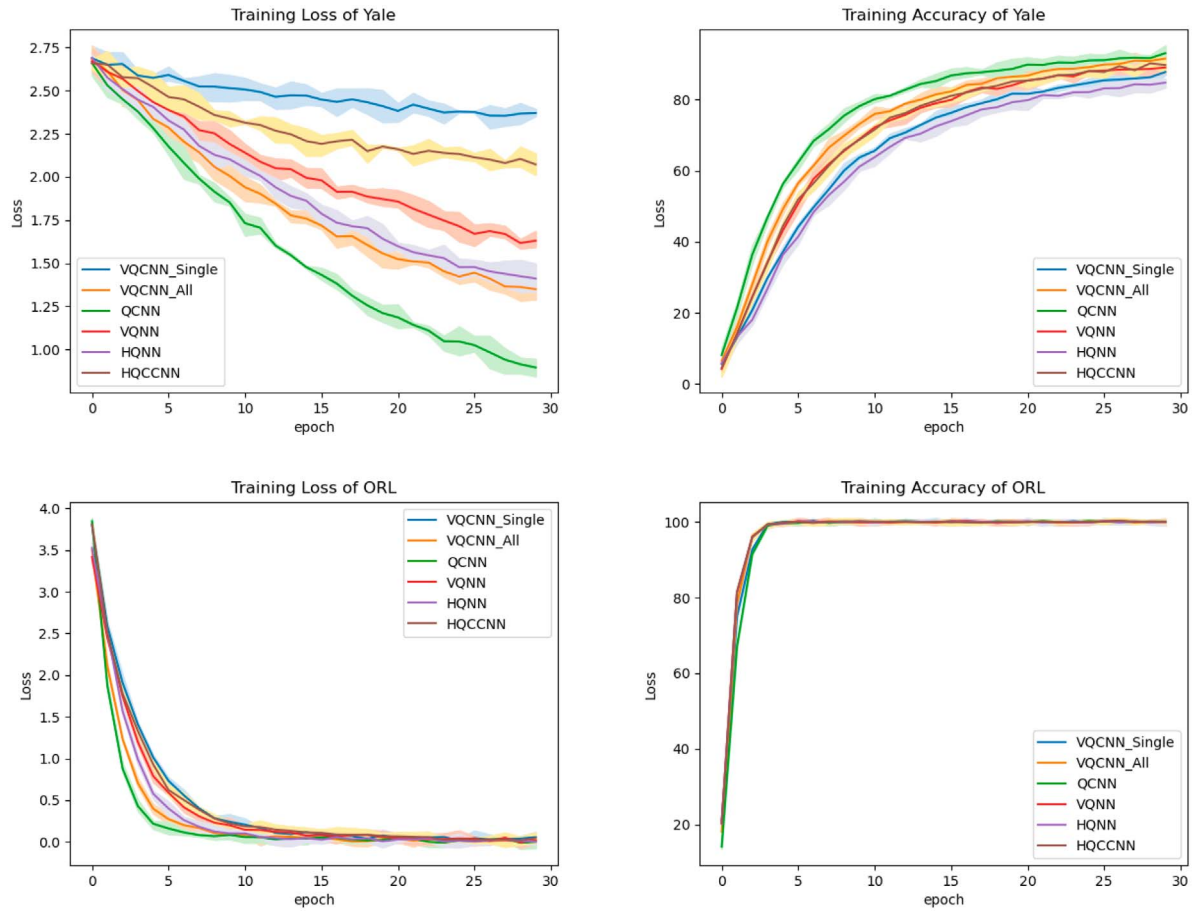 Training Loss of Yale
Loss
2.75
2.50
2.25
2.00
1.75
1.50
1.25
1.00
VQCNN_Single
VQCNN_All
QCNN
VQNN
HQNN
HQCCNN
0 5 10 15 20 25 30
epoch
Training Accuracy of Yale
Loss
80
60
40
20
0
VQCNN_Single
VQCNN_All
QCNN
VQNN
HQNN
HQCCNN
0 5 10 15 20 25 30
epoch
Training Loss of ORL
Loss
4.0
3.5
3.0
2.5
2.0
1.5
1.0
0.5
0.0
VQCNN_Single
VQCNN_All
QCNN
VQNN
HQNN
HQCCNN
0 5 10 15 20 25 30
epoch
Training Accuracy of ORL
Loss
100
80
60
40
20
VQCNN_Single
VQCNN_All
QCNN
VQNN
HQNN
HQCCNN
0 5 10 15 20 25 30
epoch